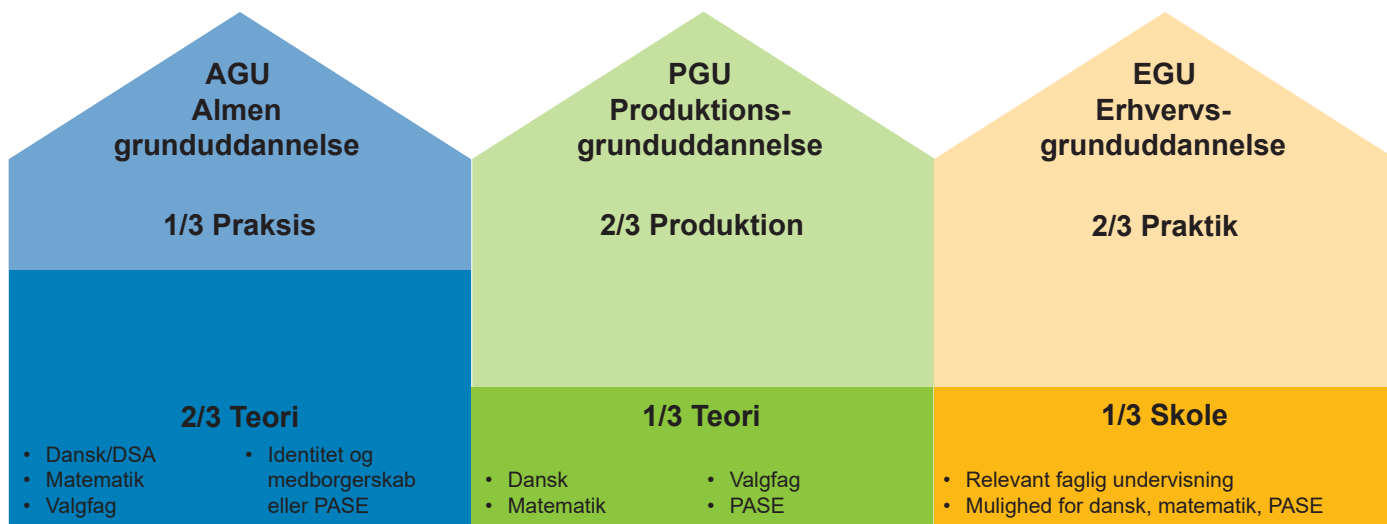 AGU
Almen
grunduddannelse
1/3 Praksis
2/3 Teori
• Dansk/DSA
• Matematik
• Valgfag
• Identitet og
medborgerskab
eller PASE
PGU
Produktions-
grunduddannelse
2/3 Produktion
1/3 Teori
• Dansk
• Matematik
• Valgfag
• PASE
EGU
Erhvervs-
grunduddannelse
2/3 Praktik
1/3 Skole
• Relevant faglig undervisning
• Mulighed for dansk, matematik, PASE